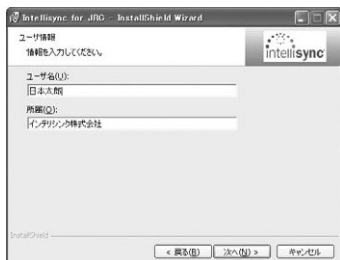 Intellisync for JRC - InstallShield Wizard
ユーザ情報
情報を入力してください。
intellisync
ユーザ名(U):
日本太郎
所属(O):
インテリシンク株式会社
InstallShield
< 戻る(B)
次へ(N) >
キャンセル